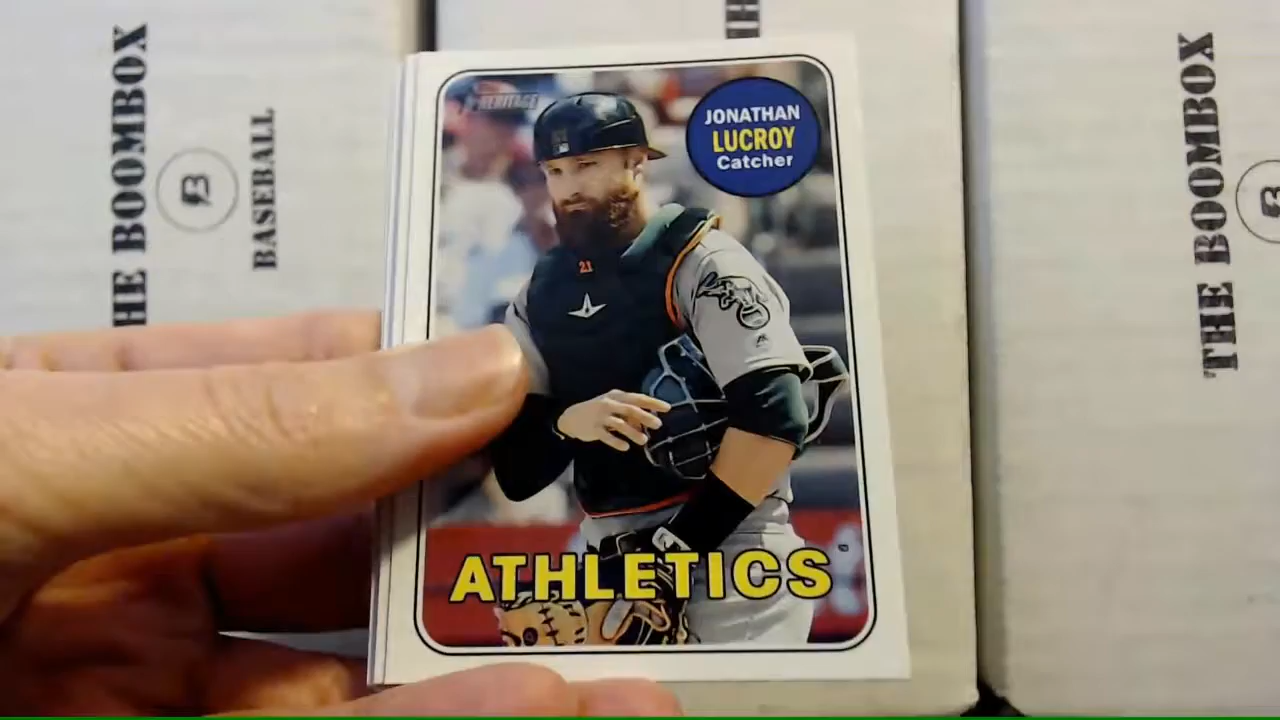 THE BOOMBOX
BASEBALL
HERITAGE
JONATHAN
LUCROY
Catcher
21
ATHLETICS
THE BOOMBOX